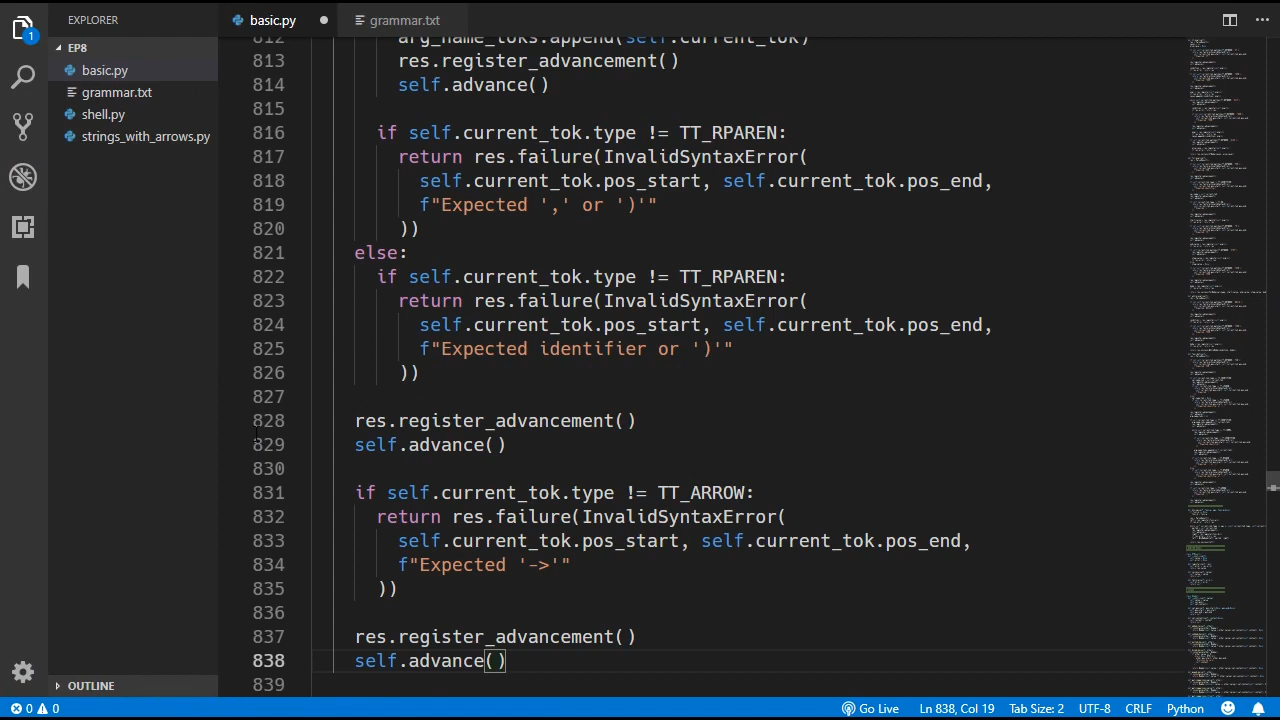 EXPLORER
basic.py
grammar.txt
1
EP8
basic.py
grammar.txt
shell.py
strings_with_arrows.py
812 arg_name_toks.append(self.current_tok)
813 res.register_advancement()
814 self.advance()
815
816 if self.current_tok.type != TT_RPAREN:
817 return res.failure(InvalidSyntaxError(
818 self.current_tok.pos_start, self.current_tok.pos_end,
819 f"Expected ',' or ')'"
820 ))
821 else:
822 if self.current_tok.type != TT_RPAREN:
823 return res.failure(InvalidSyntaxError(
824 self.current_tok.pos_start, self.current_tok.pos_end,
825 f"Expected identifier or ')'"
826 ))
827
828 res.register_advancement()
829 self.advance()
830
831 if self.current_tok.type != TT_ARROW:
832 return res.failure(InvalidSyntaxError(
833 self.current_tok.pos_start, self.current_tok.pos_end,
834 f"Expected '->'"
835 ))
836
837 res.register_advancement()
838 self.advance()
839
OUTLINE
0 0 Go Live Ln 838, Col 19 Tab Size: 2 UTF-8 CRLF Python